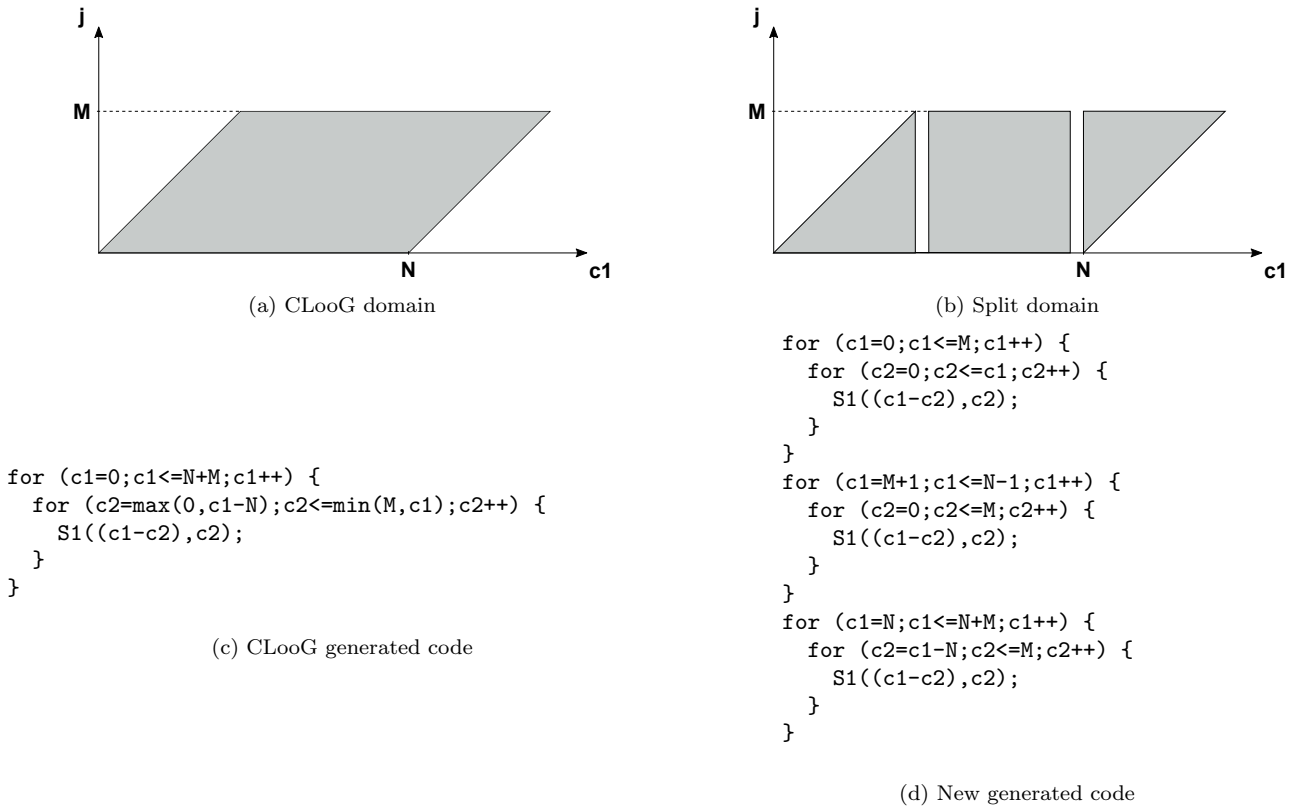 j
M
N
c1
(a) CLooG domain
j
M
N
c1
(b) Split domain
for (c1=0;c1<=N+M;c1++) {
  for (c2=max(0,c1-N);c2<=min(M,c1);c2++) {
    S1((c1-c2),c2);
  }
}
(c) CLooG generated code
for (c1=0;c1<=M;c1++) {
  for (c2=0;c2<=c1;c2++) {
    S1((c1-c2),c2);
  }
}
for (c1=M+1;c1<=N-1;c1++) {
  for (c2=0;c2<=M;c2++) {
    S1((c1-c2),c2);
  }
}
for (c1=N;c1<=N+M;c1++) {
  for (c2=c1-N;c2<=M;c2++) {
    S1((c1-c2),c2);
  }
}
(d) New generated code